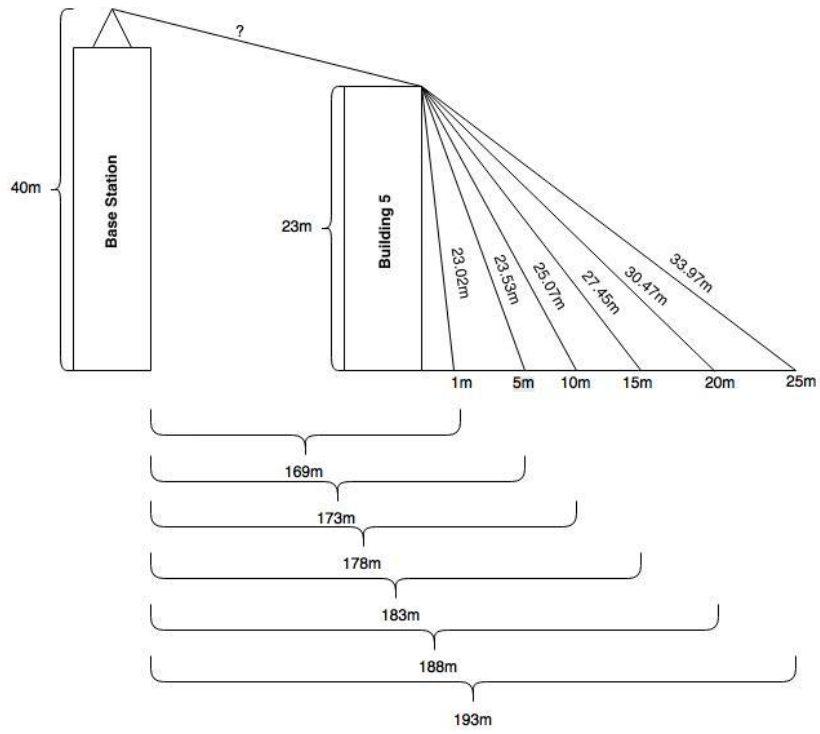 ?
40m
Base Station
23m
Building 5
23.02m
23.53m
25.07m
27.45m
30.47m
33.97m
1m
5m
10m
15m
20m
25m
169m
173m
178m
183m
188m
193m